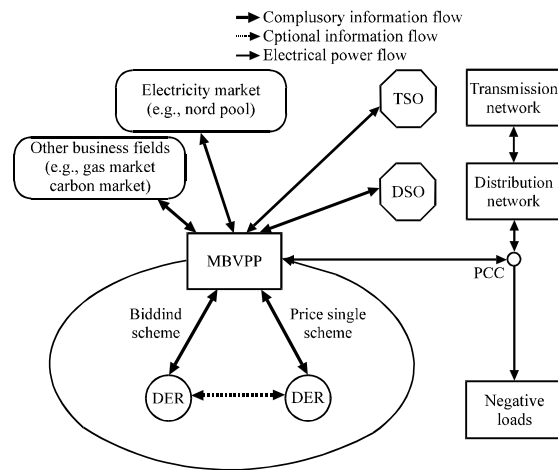 Complusory information flow
Cptional information flow
Electrical power flow
Electricity market
(e.g., nord pool)
TSO
Transmission
network
Other business fields
(e.g., gas market
carbon market)
DSO
Distribution
network
MBVPP
PCC
Biddind
scheme
Price single
scheme
DER
DER
Negative
loads